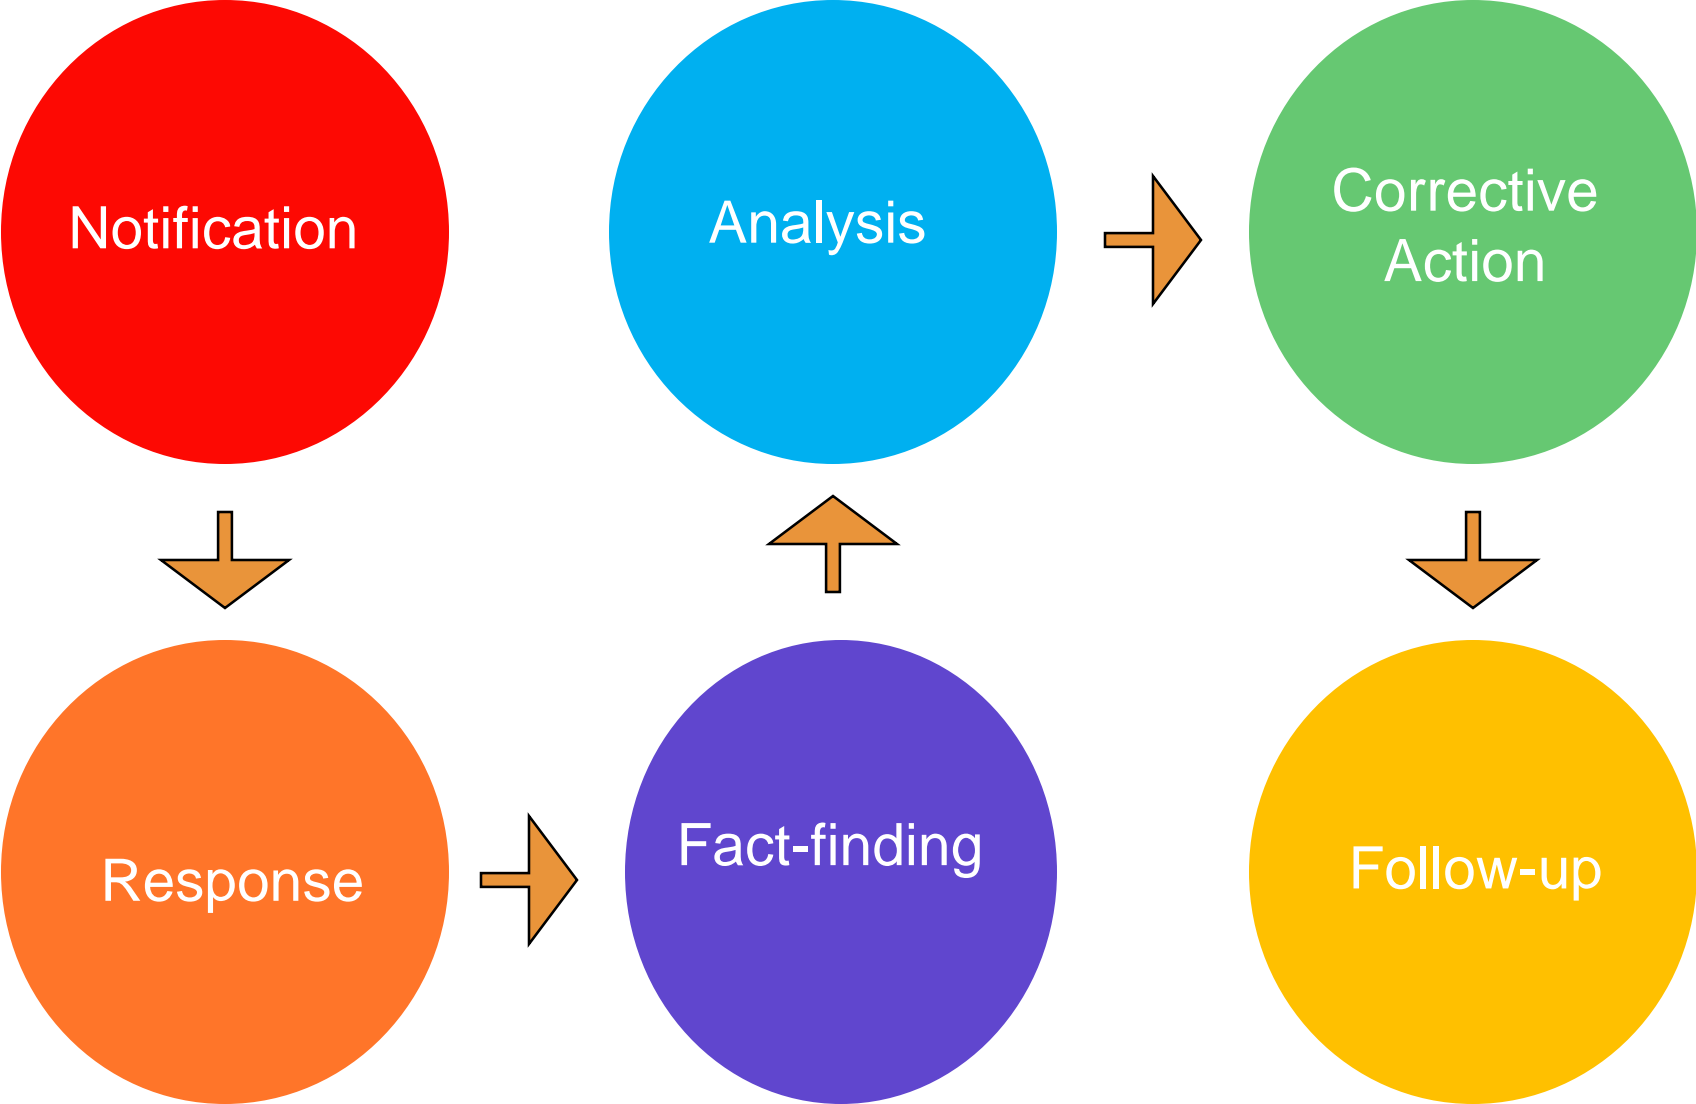 Notification
Response
Fact-finding
Analysis
Corrective
Action
Follow-up